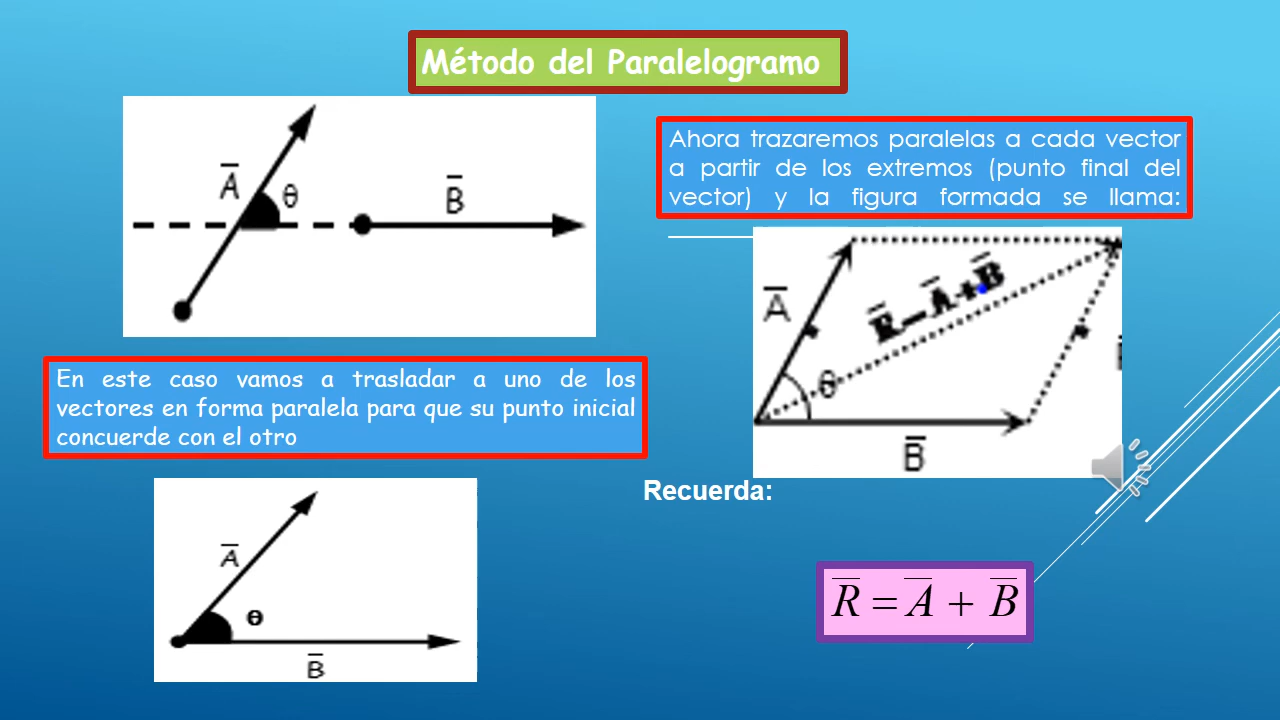 Método del Paralelogramo
A̅
θ
B̅
En este caso vamos a trasladar a uno de los
vectores en forma paralela para que su punto inicial
concuerde con el otro
A̅
θ
B̅
Ahora trazaremos paralelas a cada vector
a partir de los extremos (punto final del
vector) y la figura formada se llama:
A̅
R̅ = A̅ + B̅
θ
B̅
Recuerda:
R̅ = A̅ + B̅